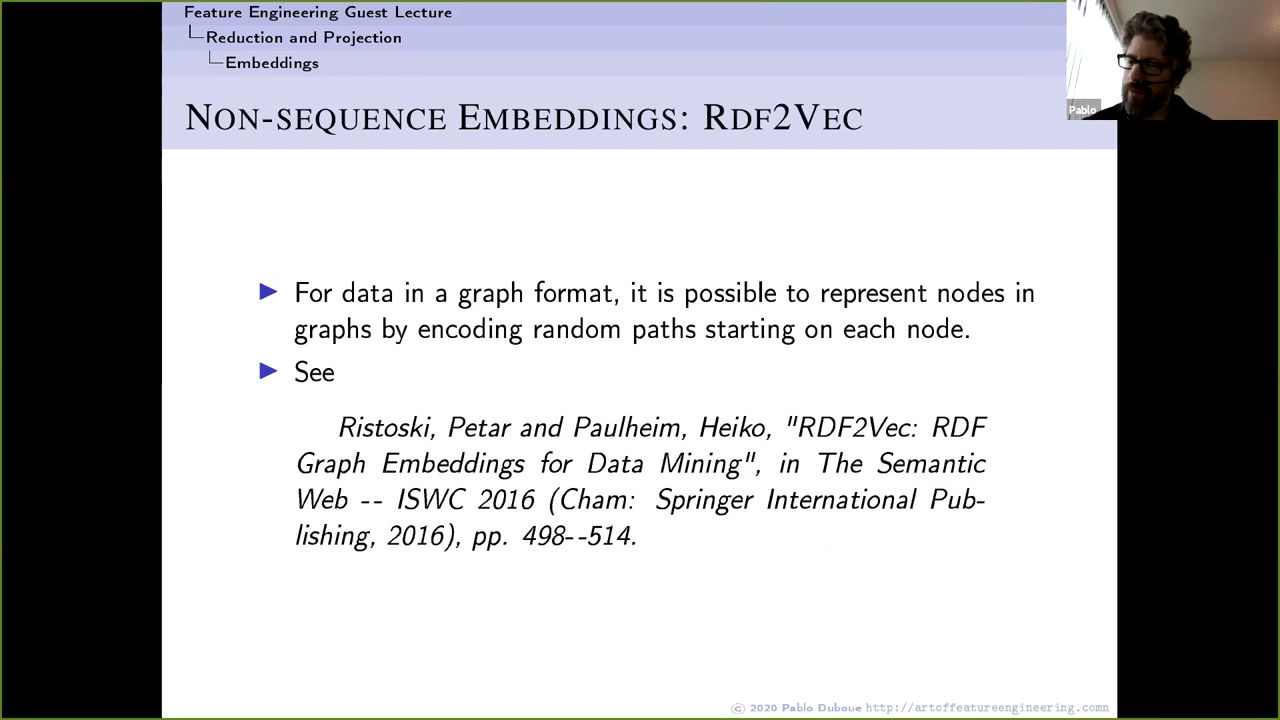 Feature Engineering Guest Lecture
Reduction and Projection
Embeddings
Pablo
NON-SEQUENCE EMBEDDINGS: RDF2VEC
For data in a graph format, it is possible to represent nodes in
graphs by encoding random paths starting on each node.
See
Ristoski, Petar and Paulheim, Heiko, "RDF2Vec: RDF
Graph Embeddings for Data Mining", in The Semantic
Web -- ISWC 2016 (Cham: Springer International Pub-
lishing, 2016), pp. 498--514.
© 2020 Pablo Duboue http://artoffeatureengineering.comn